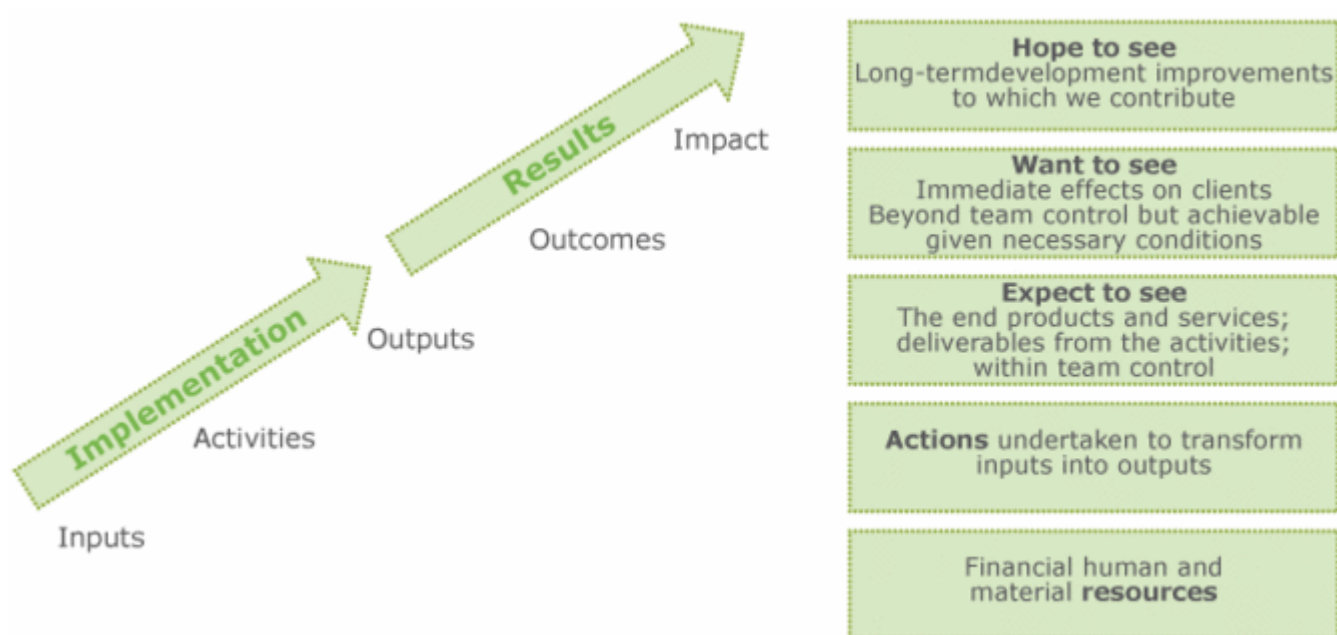 Implementation
Results
Inputs
Activities
Outputs
Outcomes
Impact
Hope to see
Long-termdevelopment improvements
to which we contribute
Want to see
Immediate effects on clients
Beyond team control but achievable
given necessary conditions
Expect to see
The end products and services;
deliverables from the activities;
within team control
Actions undertaken to transform
inputs into outputs
Financial human and
material resources